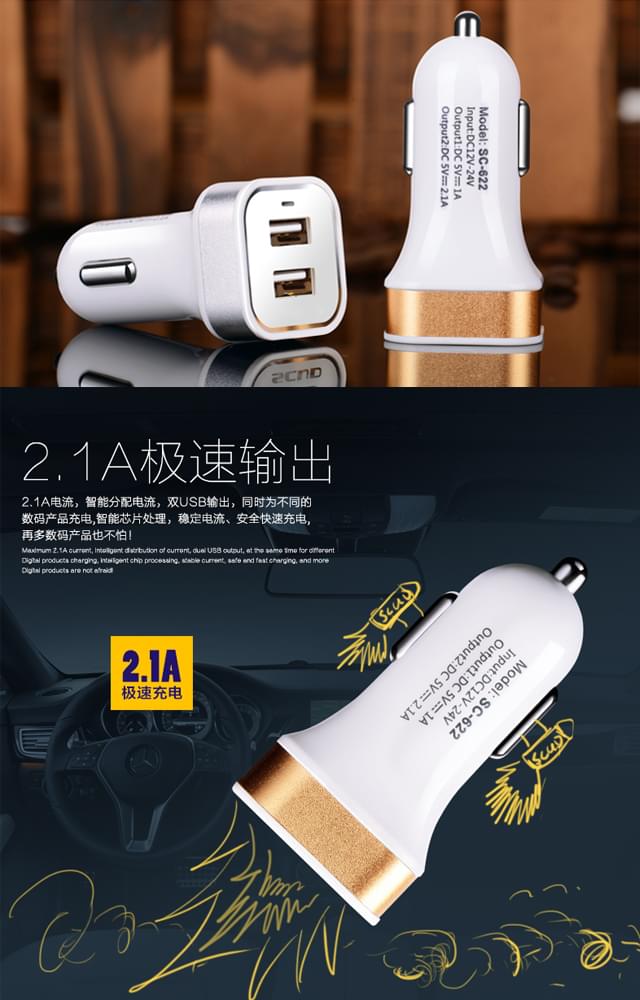 Model: SC-622
Input:DC12V-24V
Output1:DC 5V⎓1A
Output2:DC 5V⎓2.1A
2.1A极速输出
2.1A电流，智能分配电流，双USB输出，同时为不同的
数码产品充电,智能芯片处理，稳定电流、安全快速充电,
再多数码产品也不怕！
Maximum 2.1A current, Inteligent distribution of current, duel USB output, at the same time for different
Digital products charging, inteligent chip processing, stable current, safe and fast charging, and more
Digital products are not afraid!
scud
2.1A
极速充电
Model: SC-622
Input:DC12V-24V
Output1:DC 5V⎓1A
Output2:DC 5V⎓2.1A
scud